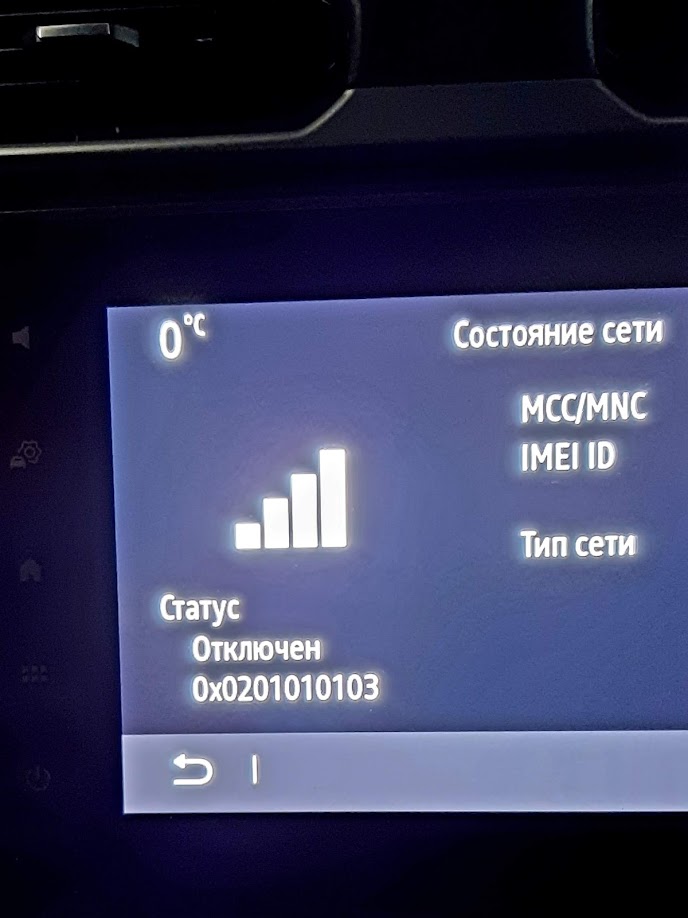 0°C
Состояние сети
MCC/MNC
IMEI ID
Тип сети
Статус
Отключен
0x0201010103